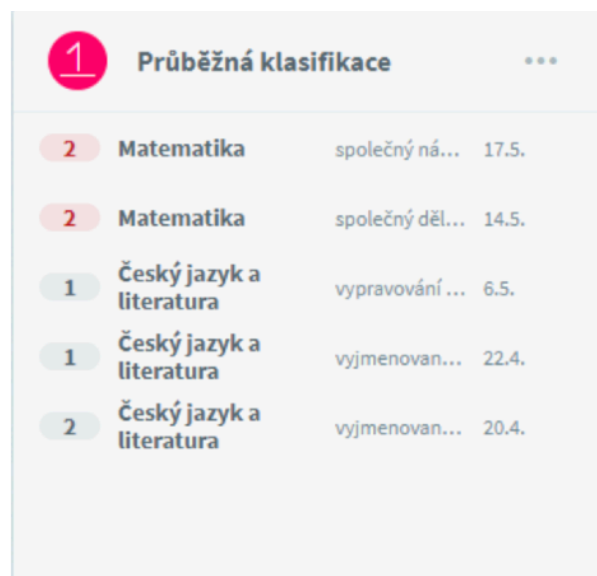 1 Průběžná klasifikace
2 Matematika společný ná... 17.5.
2 Matematika společný děl... 14.5.
1 Český jazyk a literatura vypravování ... 6.5.
1 Český jazyk a literatura vyjmenovan... 22.4.
2 Český jazyk a literatura vyjmenovan... 20.4.